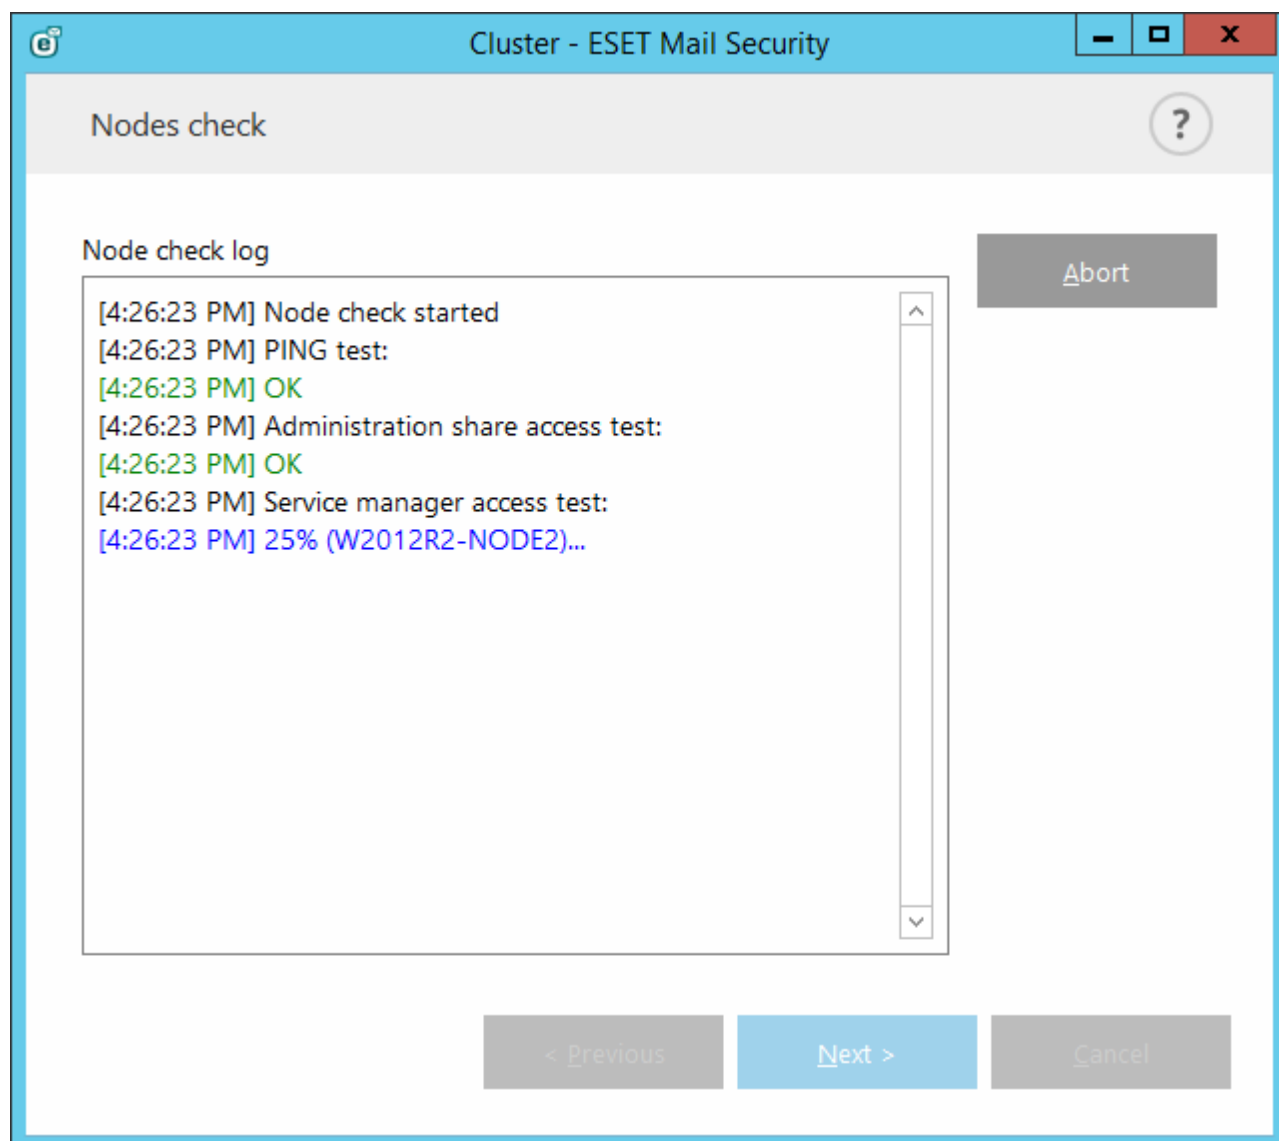 Cluster - ESET Mail Security
Nodes check
?
Node check log
Abort
[4:26:23 PM] Node check started
[4:26:23 PM] PING test:
[4:26:23 PM] OK
[4:26:23 PM] Administration share access test:
[4:26:23 PM] OK
[4:26:23 PM] Service manager access test:
[4:26:23 PM] 25% (W2012R2-NODE2)...
< Previous
Next >
Cancel